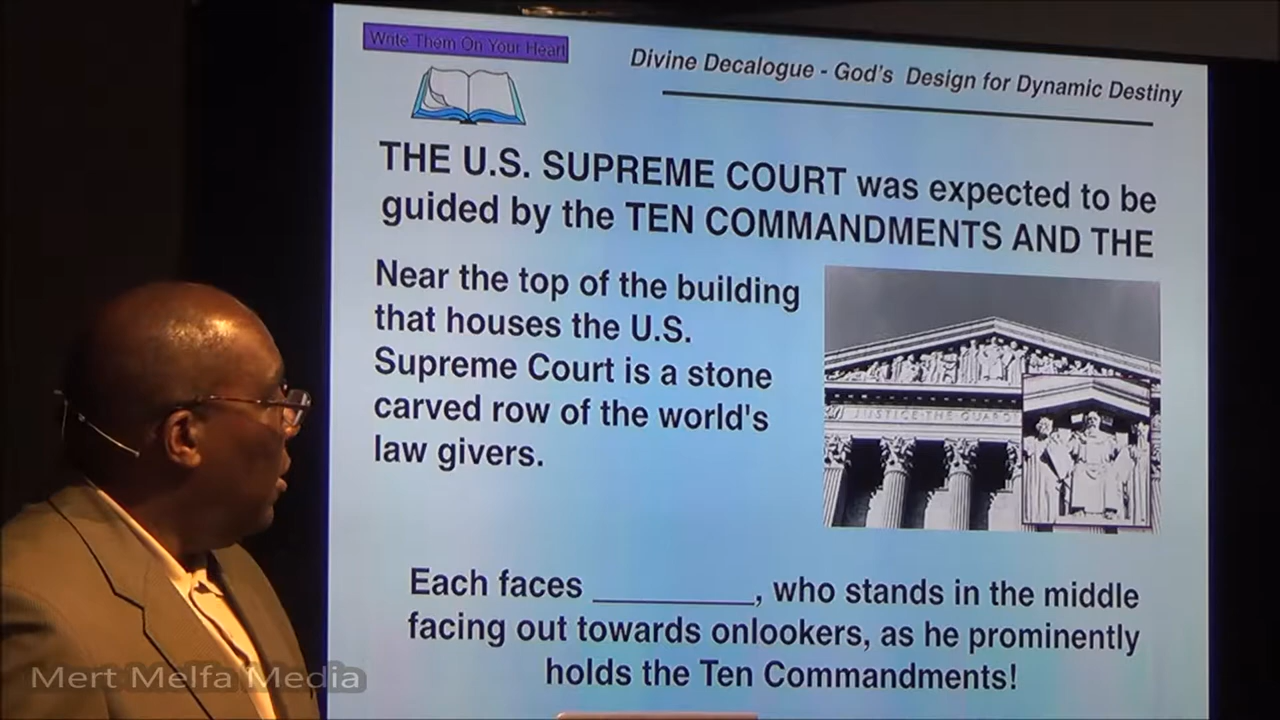 Write Them On Your Heart
Divine Decalogue - God's Design for Dynamic Destiny
THE U.S. SUPREME COURT was expected to be
guided by the TEN COMMANDMENTS AND THE
Near the top of the building
that houses the U.S.
Supreme Court is a stone
carved row of the world's
law givers.
JUSTICE·THE GUARD
Each faces __________, who stands in the middle
facing out towards onlookers, as he prominently
holds the Ten Commandments!
Mert Melfa Media